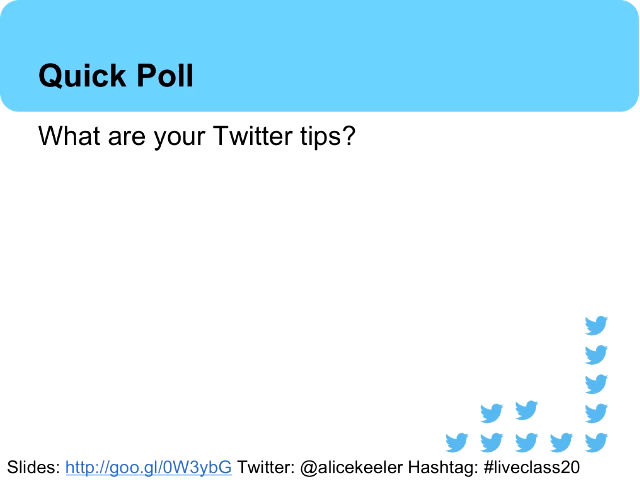 Quick Poll
What are your Twitter tips?
Slides: http://goo.gl/0W3ybG Twitter: @alicekeeler Hashtag: #liveclass20